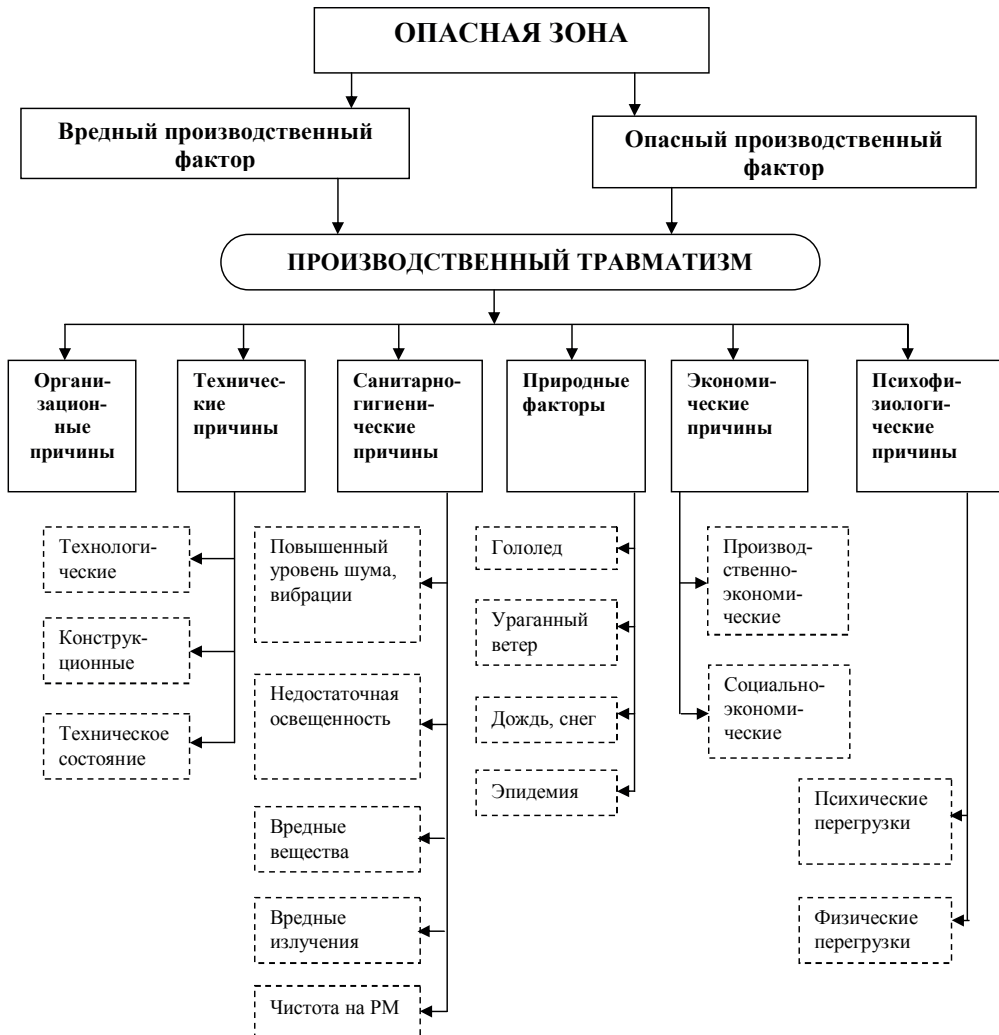 ОПАСНАЯ ЗОНА
Вредный производственный
фактор
Опасный производственный
фактор
ПРОИЗВОДСТВЕННЫЙ ТРАВМАТИЗМ
Органи-
зацион-
ные
причины
Техничес-
кие
причины
Санитарно-
гигиени-
ческие
причины
Природные
факторы
Экономи-
ческие
причины
Психофи-
зиологи-
ческие
причины
Технологи-
ческие
Конструк-
ционные
Техническое
состояние
Повышенный
уровень шума,
вибрации
Недостаточная
освещенность
Вредные
вещества
Вредные
излучения
Чистота на РМ
Гололед
Ураганный
ветер
Дождь, снег
Эпидемия
Производ-
ственно-
экономи-
ческие
Социально-
экономи-
ческие
Психические
перегрузки
Физические
перегрузки